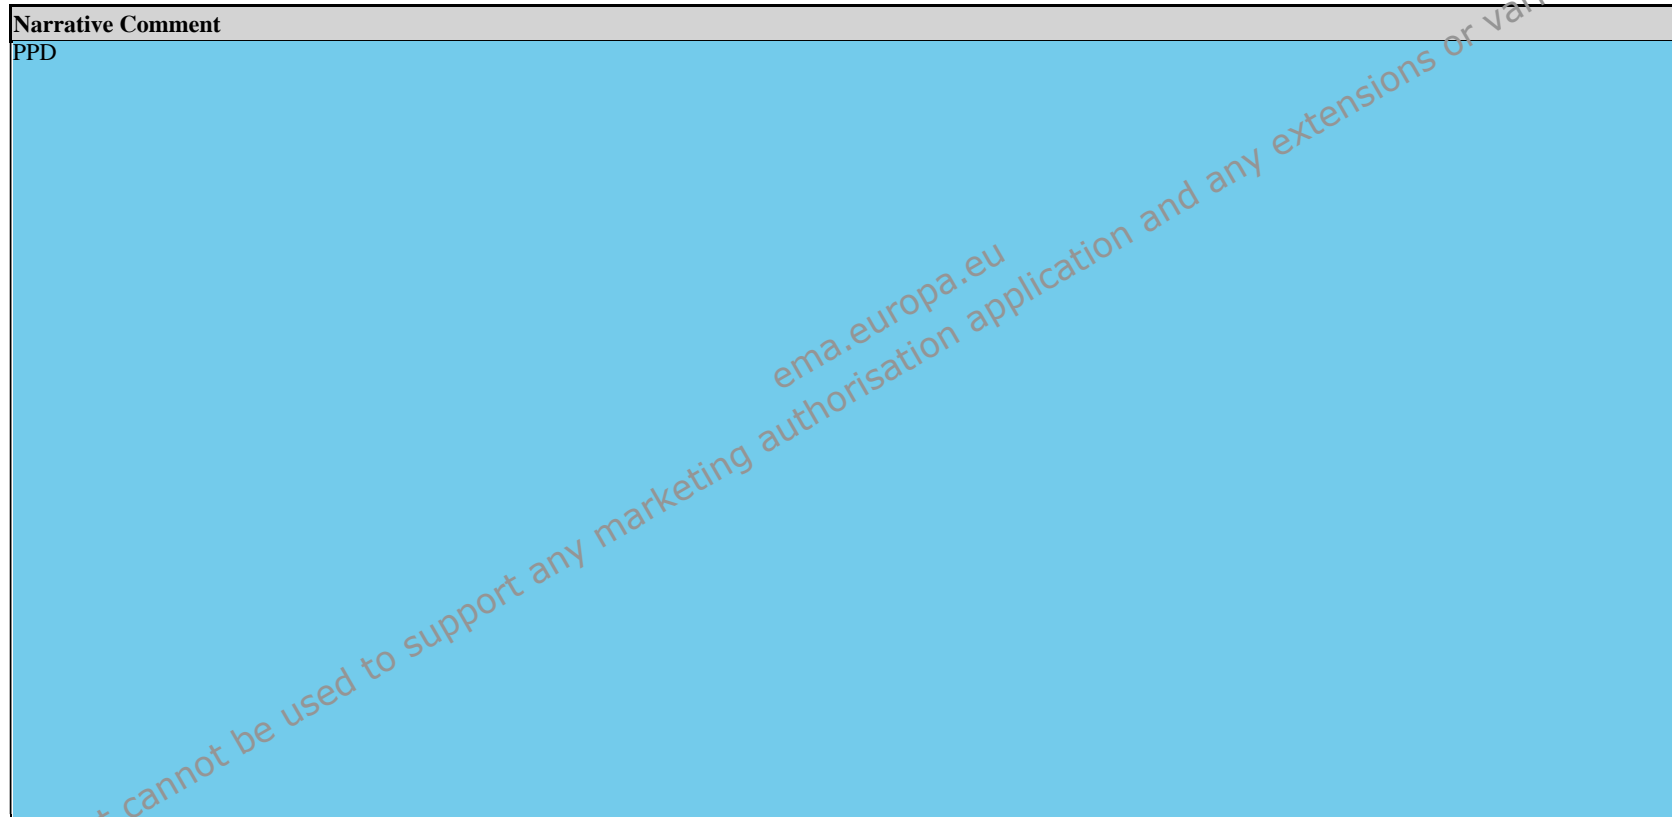 Narrative Comment
PPD
ema.europa.eu
cannot be used to support any marketing authorisation application and any extensions or